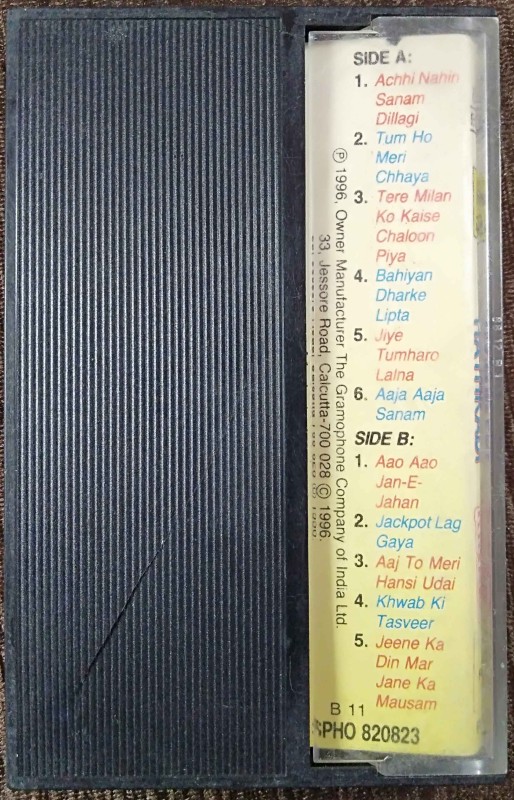 SIDE A:
1. Achhi Nahin
Sanam
Dillagi
2. Tum Ho
Meri
Chhaya
3. Tere Milan
Ko Kaise
Chaloon
Piya
4. Bahiyan
Dharke
Lipta
5. Jiye
Tumharo
Lalna
6. Aaja Aaja
Sanam
SIDE B:
1. Aao Aao
Jan-E-
Jahan
2. Jackpot Lag
Gaya
3. Aaj To Meri
Hansi Udai
4. Khwab Ki
Tasveer
5. Jeene Ka
Din Mar
Jane Ka
Mausam
B 11
SPHO 820823
Ⓟ 1996, Owner Manufacturer The Gramophone Company of India Ltd.
33, Jessore Road, Calcutta-700 028 © 1996.